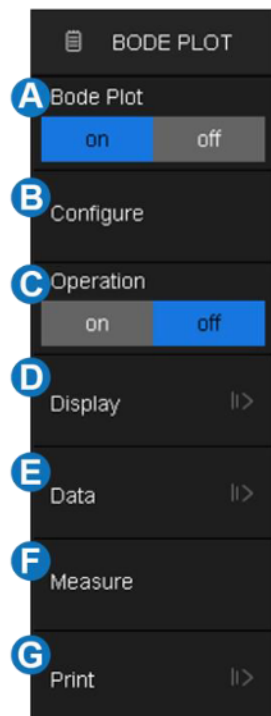 BODE PLOT
A
Bode Plot
on off
B
Configure
C
Operation
on off
D
Display
E
Data
F
Measure
G
Print